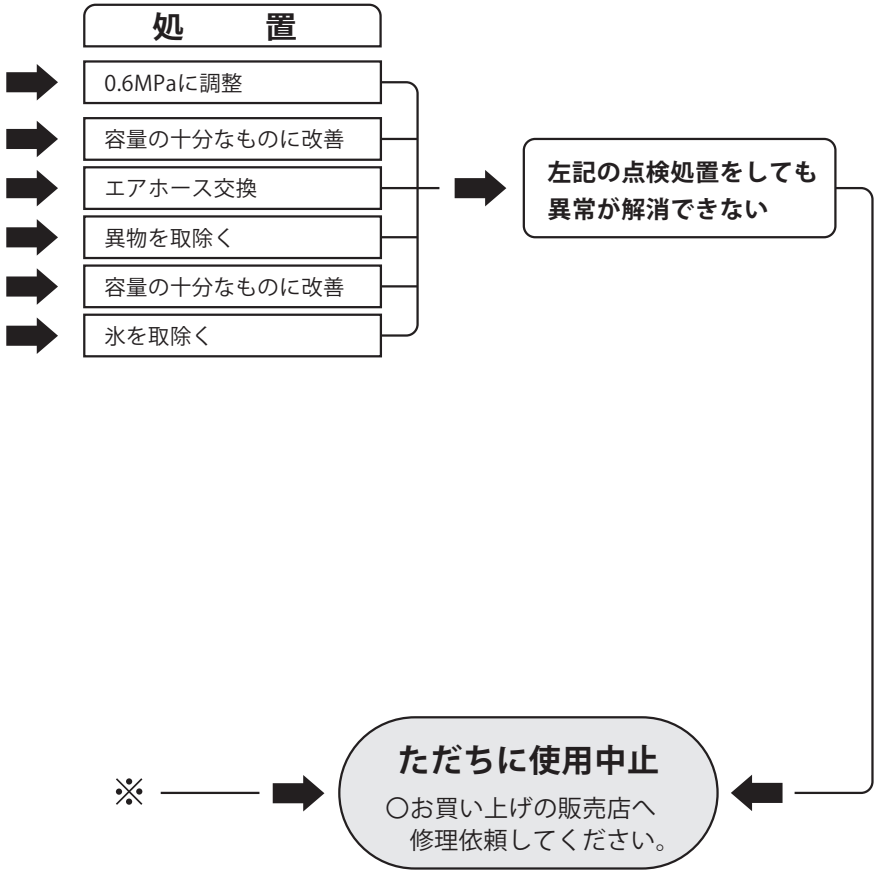 処 置
0.6MPaに調整
容量の十分なものに改善
エアホース交換
異物を取除く
容量の十分なものに改善
氷を取除く
左記の点検処置をしても
異常が解消できない
※
ただちに使用中止
〇お買い上げの販売店へ
修理依頼してください。